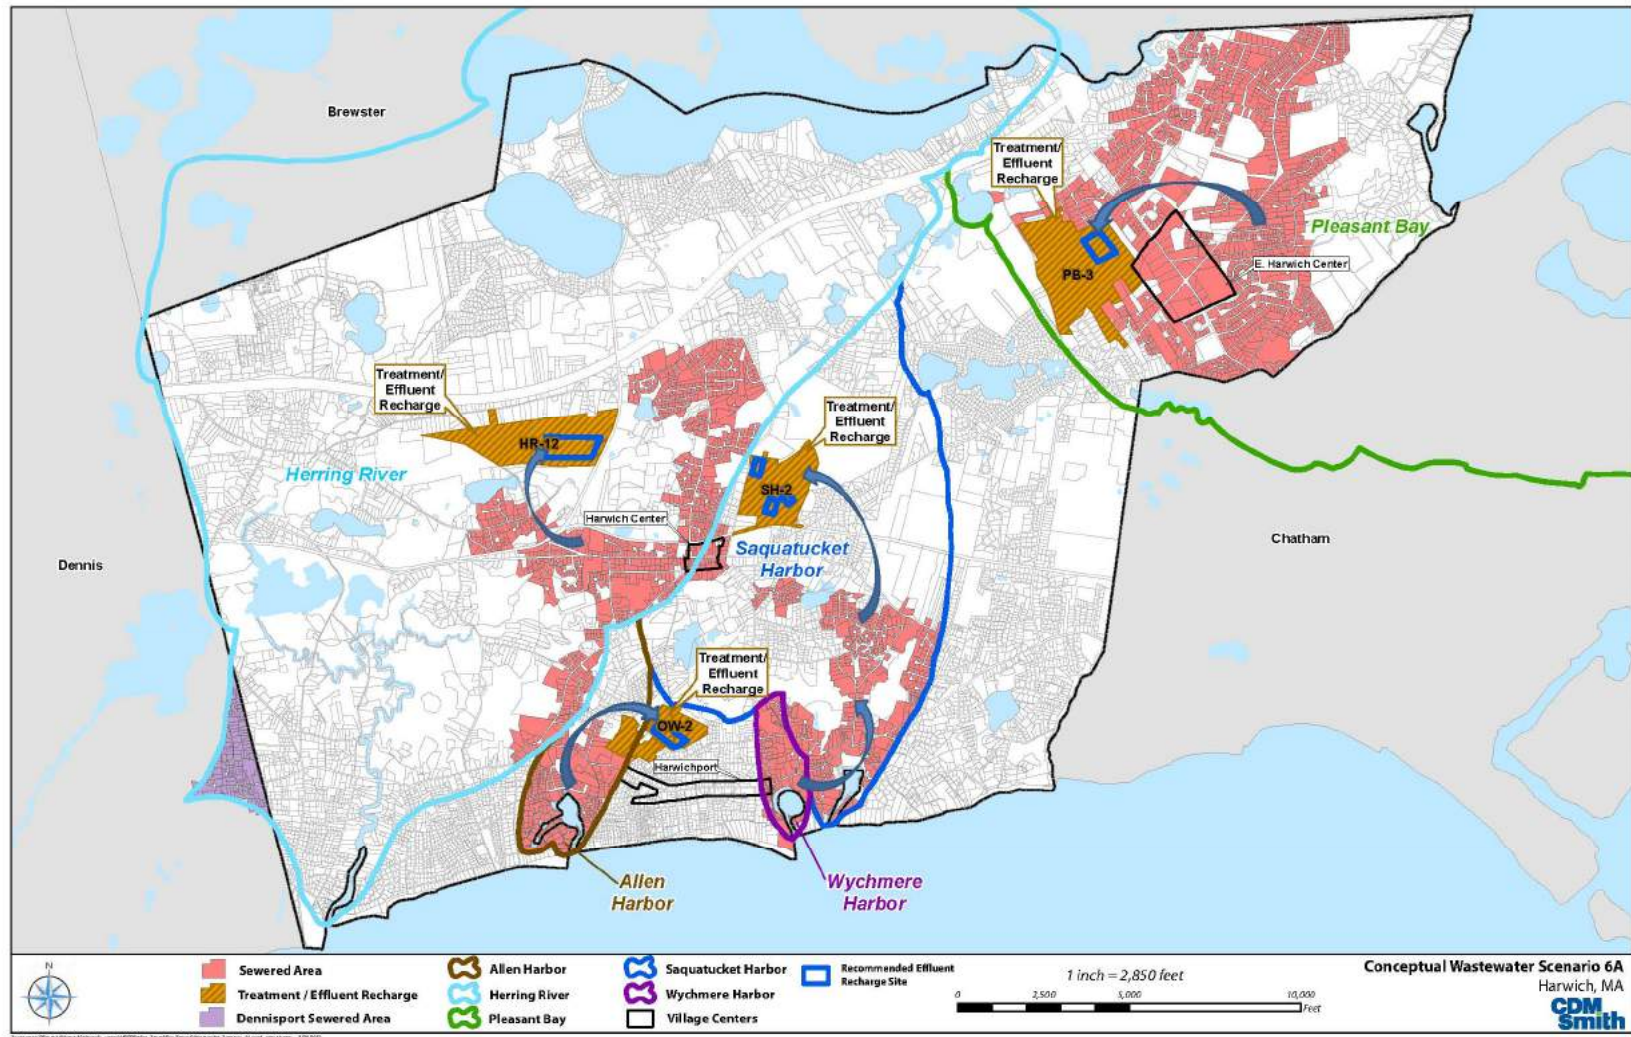 Brewster
Treatment/
Effluent
Recharge
Pleasant Bay
PB-3
E. Harwich Center
Treatment/
Effluent
Recharge
Treatment/
Effluent
Recharge
HR-12
Herring River
SH-2
Harwich Center
Saquatucket
Harbor
Chatham
Dennis
Treatment/
Effluent
Recharge
OW-2
Harwichport
Allen
Harbor
Wychmere
Harbor
N
Sewered Area
Treatment / Effluent Recharge
Dennisport Sewered Area
Allen Harbor
Herring River
Pleasant Bay
Saquatucket Harbor
Wychmere Harbor
Village Centers
Recommended Effluent
Recharge Site
1 inch = 2,850 feet
0 2,500 5,000 10,000
Feet
Conceptual Wastewater Scenario 6A
Harwich, MA
CDM
Smith